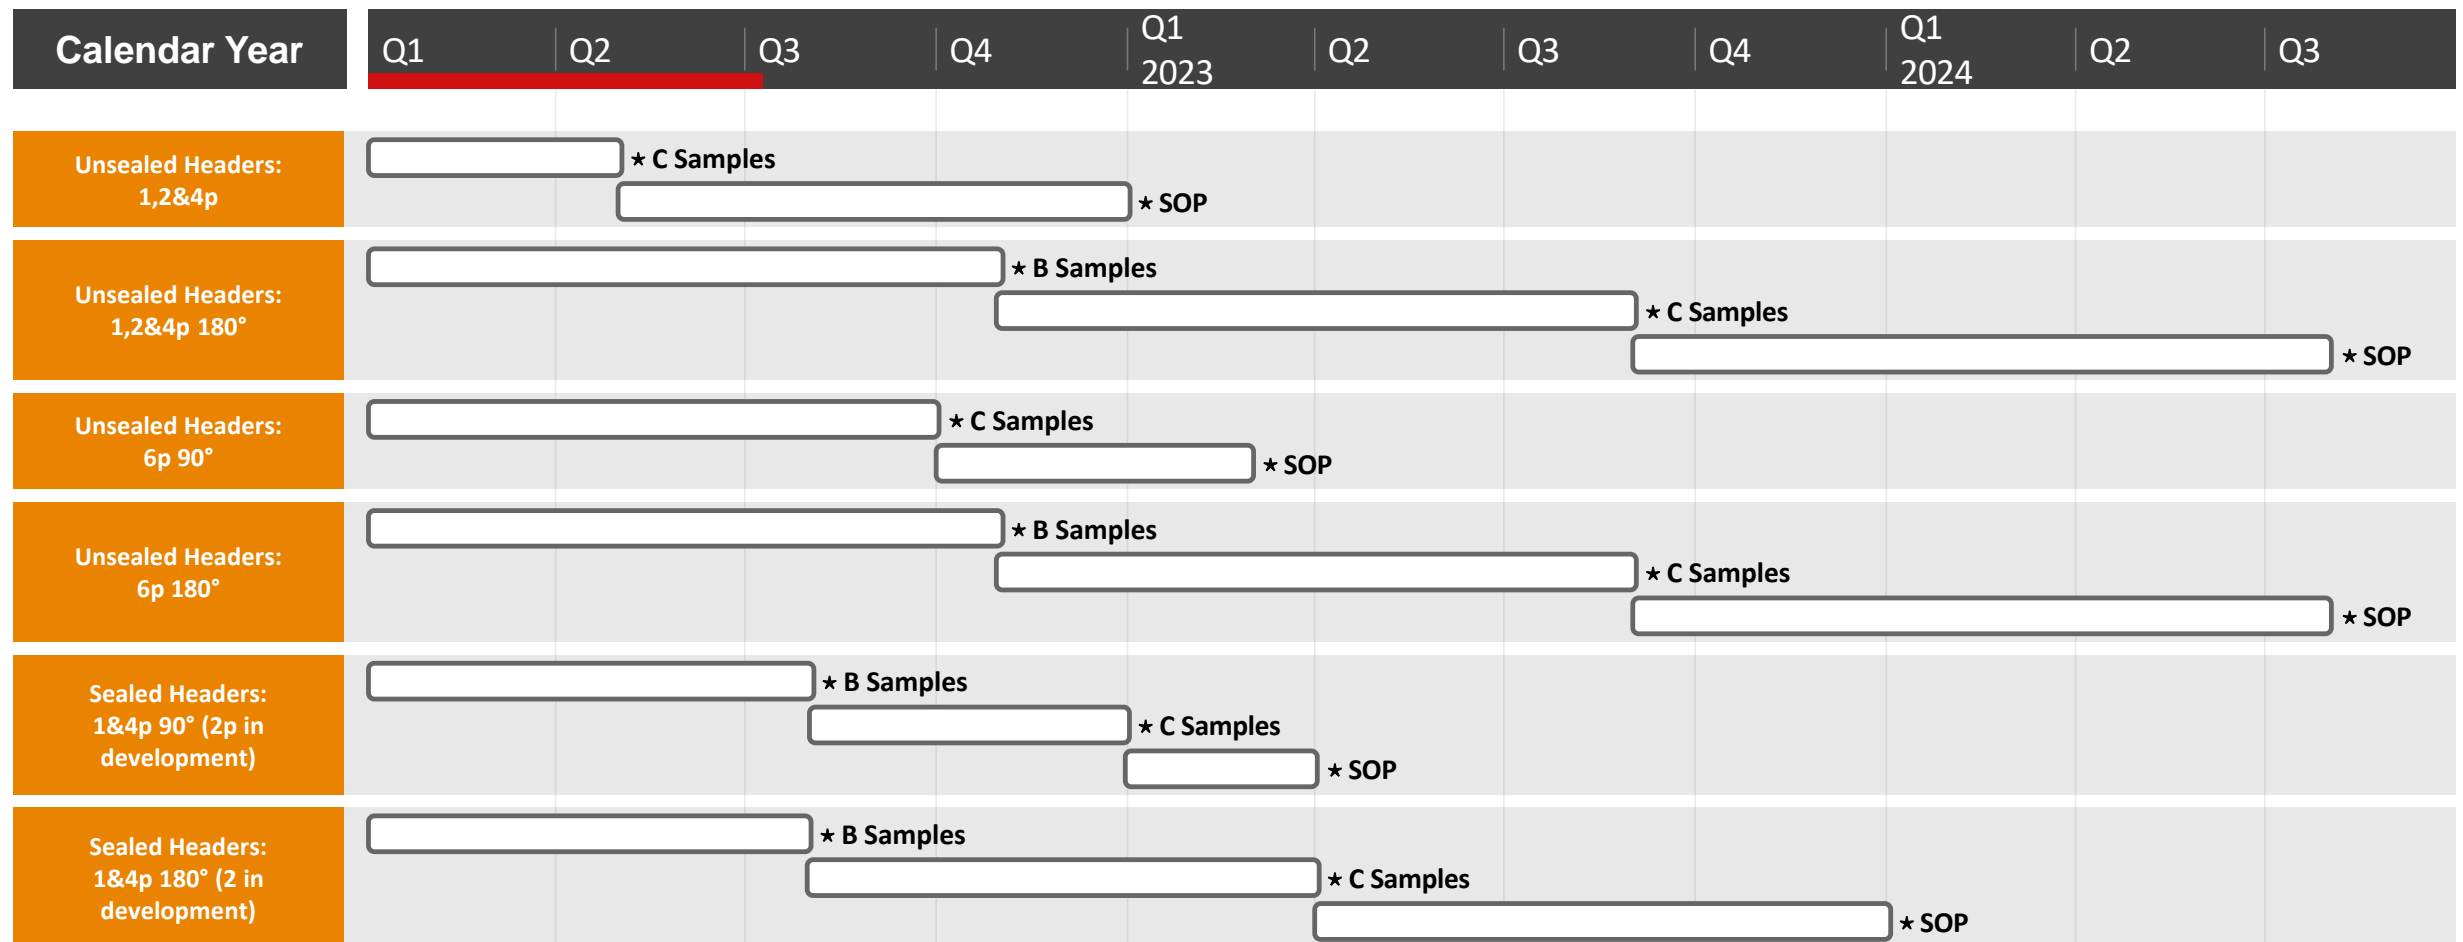 Calendar Year
Q1
Q2
Q3
Q4
Q1
2023
Q2
Q3
Q4
Q1
2024
Q2
Q3
Unsealed Headers:
1,2&4p
★ C Samples
★ SOP
Unsealed Headers:
1,2&4p 180°
★ B Samples
★ C Samples
★ SOP
Unsealed Headers:
6p 90°
★ C Samples
★ SOP
Unsealed Headers:
6p 180°
★ B Samples
★ C Samples
★ SOP
Sealed Headers:
1&4p 90° (2p in
development)
★ B Samples
★ C Samples
★ SOP
Sealed Headers:
1&4p 180° (2 in
development)
★ B Samples
★ C Samples
★ SOP